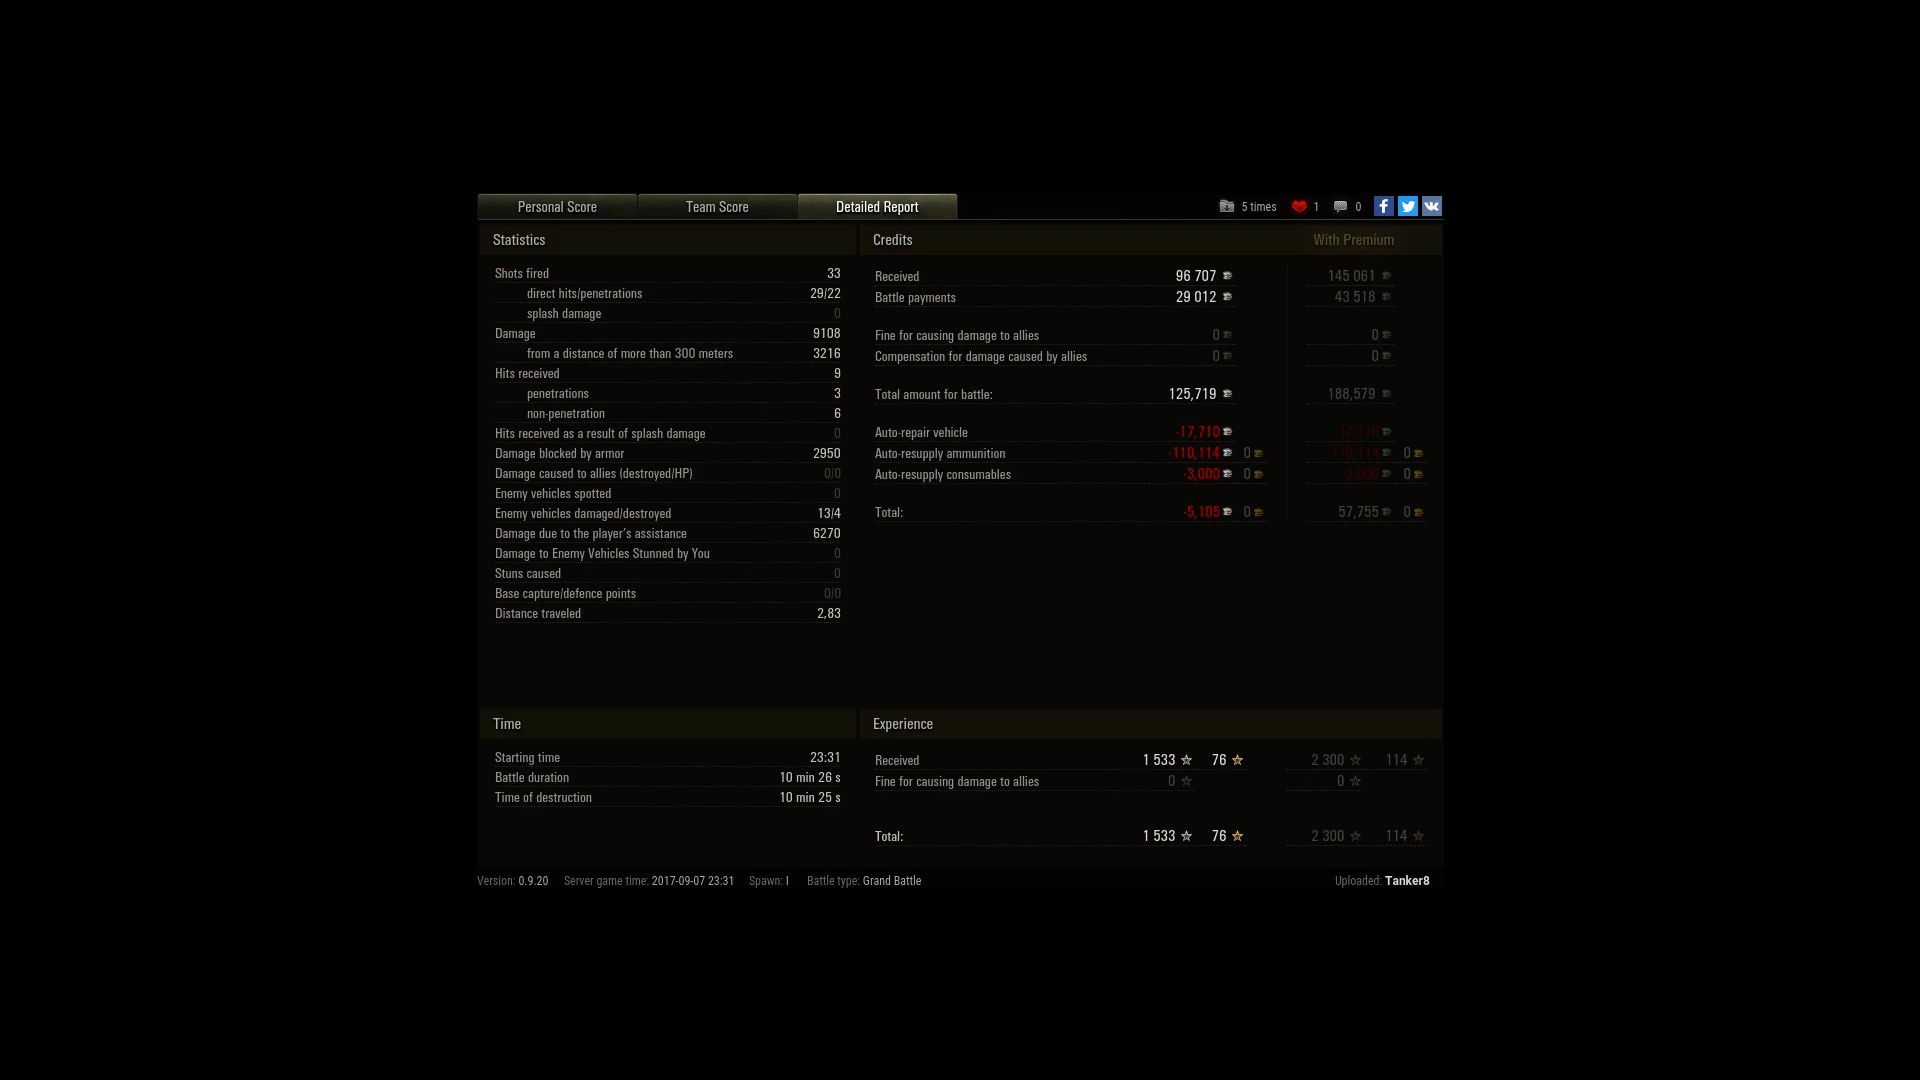 Personal Score Team Score Detailed Report 5 times 1 0
Statistics
Shots fired 33
direct hits/penetrations 29/22
splash damage 0
Damage 9108
from a distance of more than 300 meters 3216
Hits received 9
penetrations 3
non-penetration 6
Hits received as a result of splash damage 0
Damage blocked by armor 2950
Damage caused to allies (destroyed/HP) 0/0
Enemy vehicles spotted 0
Enemy vehicles damaged/destroyed 13/4
Damage due to the player's assistance 6270
Damage to Enemy Vehicles Stunned by You 0
Stuns caused 0
Base capture/defence points 0/0
Distance traveled 2,83
Credits With Premium
Received 96 707 145 061
Battle payments 29 012 43 518
Fine for causing damage to allies 0 0
Compensation for damage caused by allies 0 0
Total amount for battle: 125,719 188,579
Auto-repair vehicle -17,710 -17,710
Auto-resupply ammunition -110,114 0 -110,114 0
Auto-resupply consumables -3,000 0 -3,000 0
Total: -5,105 0 57,755 0
Time
Starting time 23:31
Battle duration 10 min 26 s
Time of destruction 10 min 25 s
Experience
Received 1 533 76 2 300 114
Fine for causing damage to allies 0 0
Total: 1 533 76 2 300 114
Version: 0.9.20 Server game time: 2017-09-07 23:31 Spawn: I Battle type: Grand Battle Uploaded: Tanker8